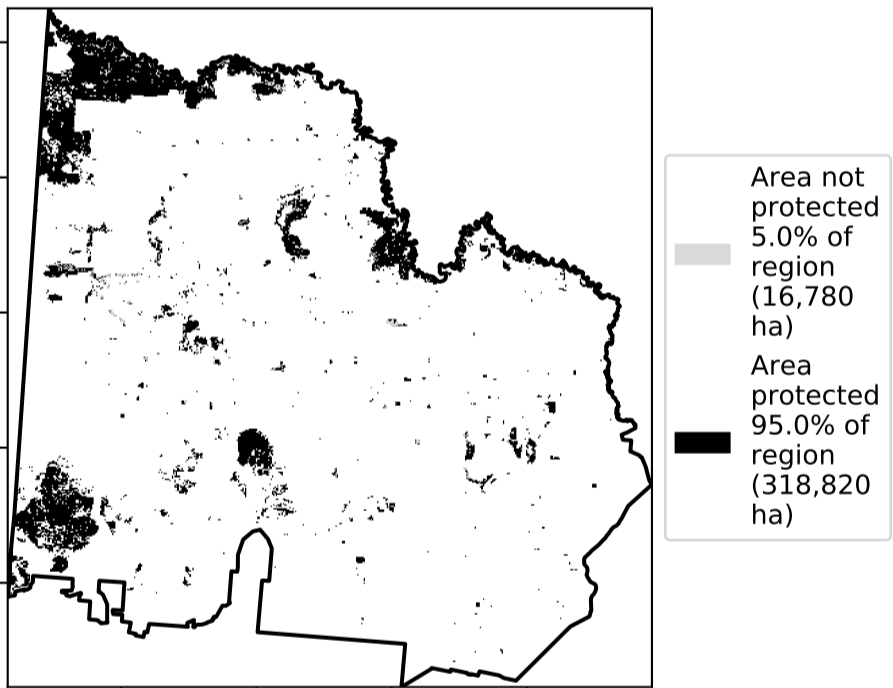 Area not
protected
5.0% of
region
(16,780
ha)
Area
protected
95.0% of
region
(318,820
ha)